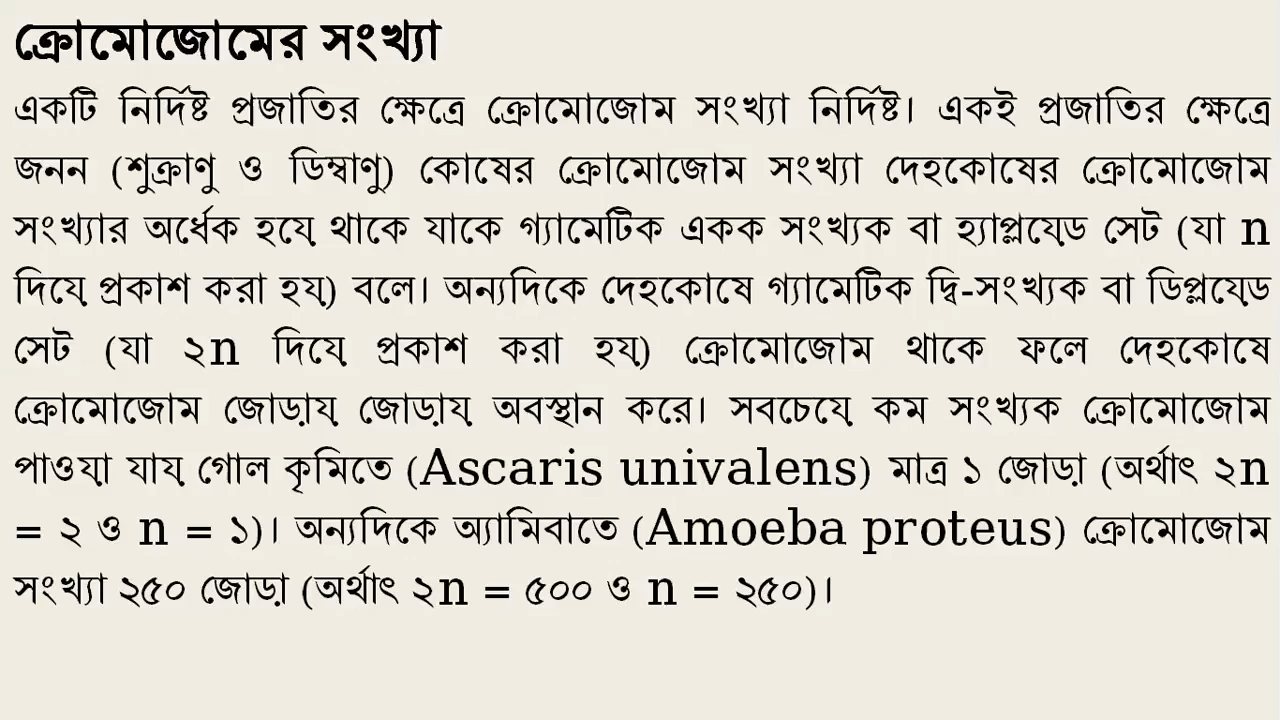 ক্রোমোজোমের সংখ্যা
একটি নির্দিষ্ট প্রজাতির ক্ষেত্রে ক্রোমোজোম সংখ্যা নির্দিষ্ট। একই প্রজাতির ক্ষেত্রে
জনন (শুক্রাণু ও ডিম্বাণু) কোষের ক্রোমোজোম সংখ্যা দেহকোষের ক্রোমোজোম
সংখ্যার অর্ধেক হয়ে থাকে যাকে গ্যামেটিক একক সংখ্যক বা হ্যাপ্লয়েড সেট (যা n
দিয়ে প্রকাশ করা হয়) বলে। অন্যদিকে দেহকোষে গ্যামেটিক দ্বি-সংখ্যক বা ডিপ্লয়েড
সেট (যা ২n দিয়ে প্রকাশ করা হয়) ক্রোমোজোম থাকে ফলে দেহকোষে
ক্রোমোজোম জোড়ায় জোড়ায় অবস্থান করে। সবচেয়ে কম সংখ্যক ক্রোমোজোম
পাওয়া যায় গোল কৃমিতে (Ascaris univalens) মাত্র ১ জোড়া (অর্থাৎ ২n
= ২ ও n = ১)। অন্যদিকে অ্যামিবাতে (Amoeba proteus) ক্রোমোজোম
সংখ্যা ২৫০ জোড়া (অর্থাৎ ২n = ৫০০ ও n = ২৫০)।